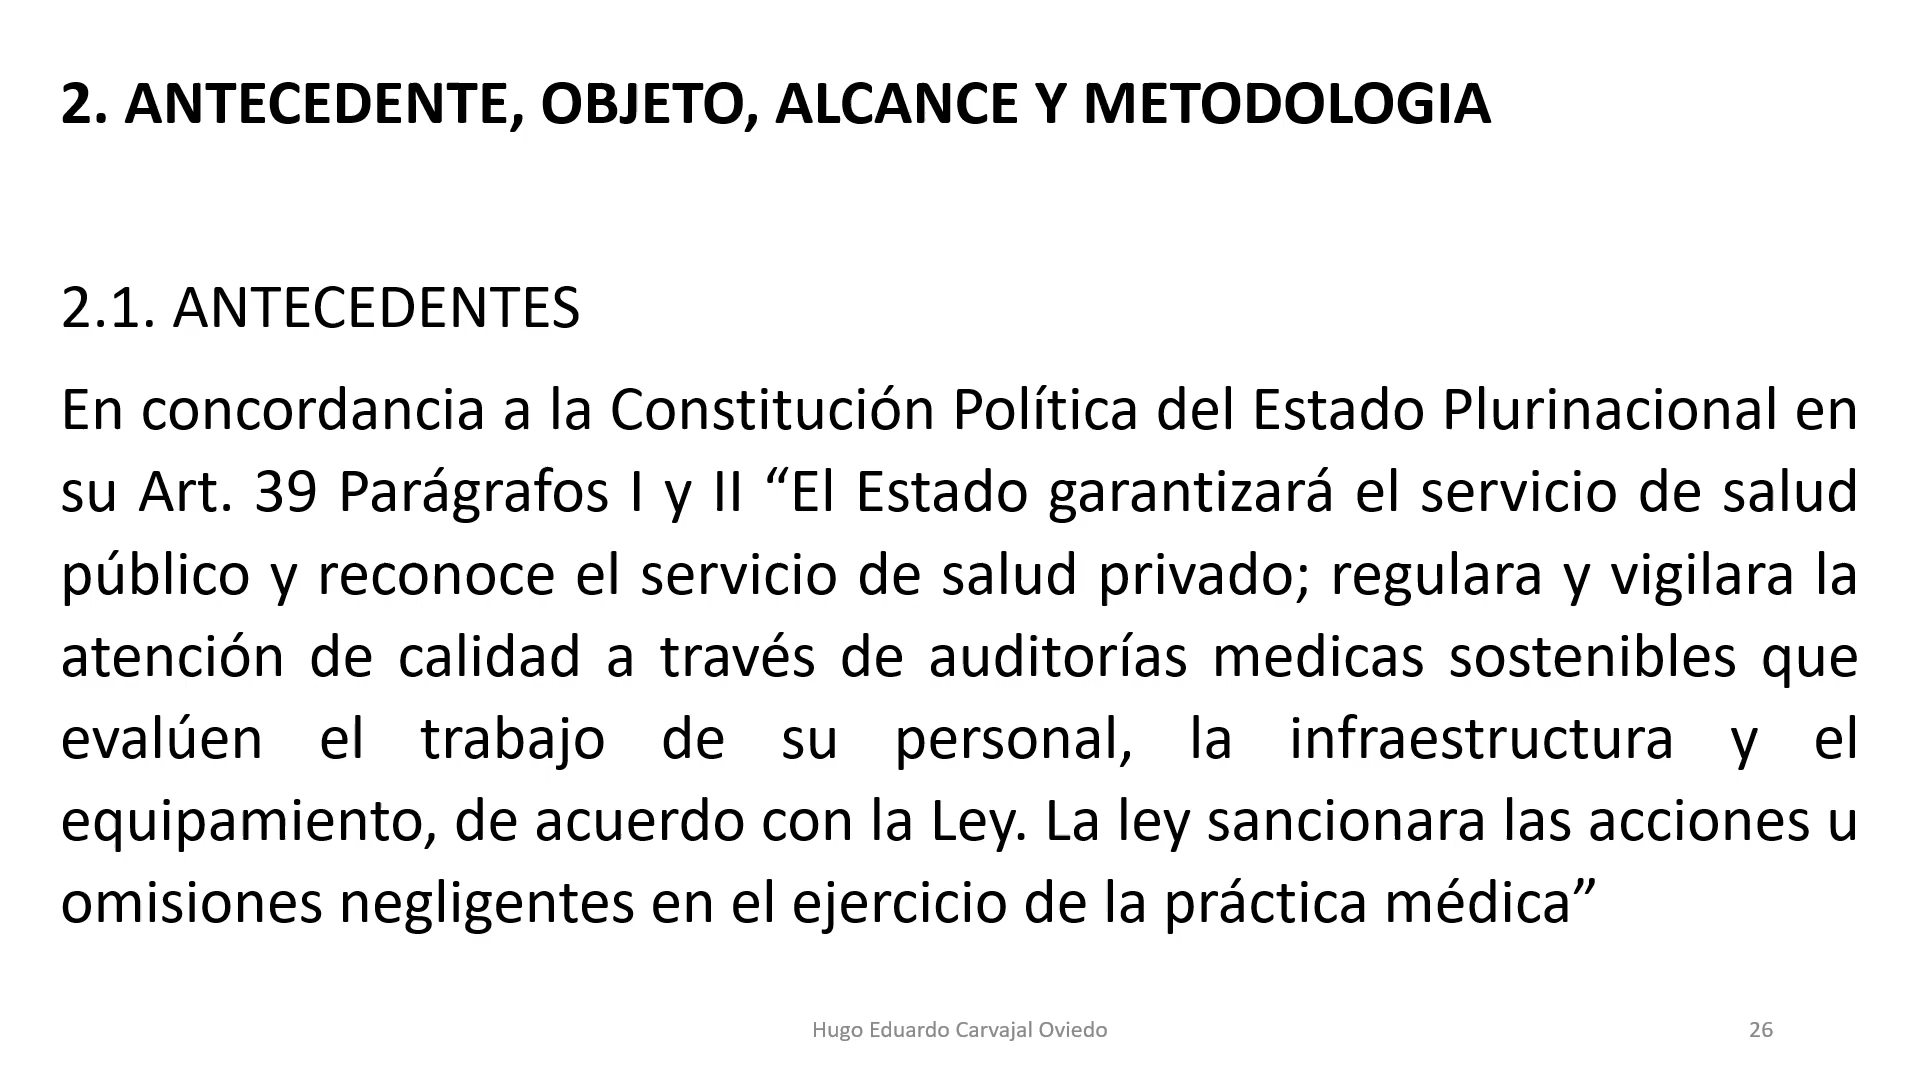 2. ANTECEDENTE, OBJETO, ALCANCE Y METODOLOGIA
2.1. ANTECEDENTES
En concordancia a la Constitución Política del Estado Plurinacional en
su Art. 39 Parágrafos I y II “El Estado garantizará el servicio de salud
público y reconoce el servicio de salud privado; regulara y vigilara la
atención de calidad a través de auditorías medicas sostenibles que
evalúen el trabajo de su personal, la infraestructura y el
equipamiento, de acuerdo con la Ley. La ley sancionara las acciones u
omisiones negligentes en el ejercicio de la práctica médica”
Hugo Eduardo Carvajal Oviedo
26